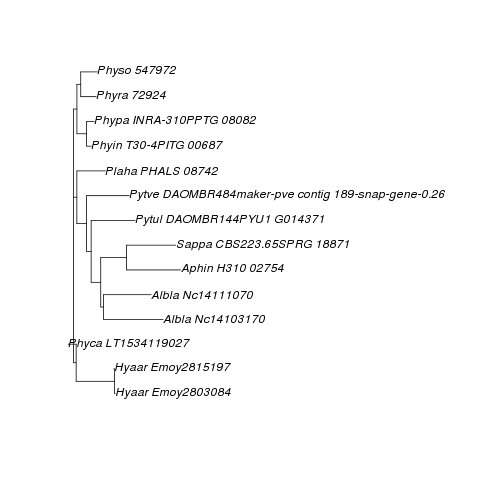 Physo 547972
Phyra 72924
Phypa INRA-310PPTG 08082
Phyin T30-4PITG 00687
Plaha PHALS 08742
Pytve DAOMBR484maker-pve contig 189-snap-gene-0.26
Pytul DAOMBR144PYU1 G014371
Sappa CBS223.65SPRG 18871
Aphin H310 02754
Albla Nc14111070
Albla Nc14103170
Phyca LT1534119027
Hyaar Emoy2815197
Hyaar Emoy2803084